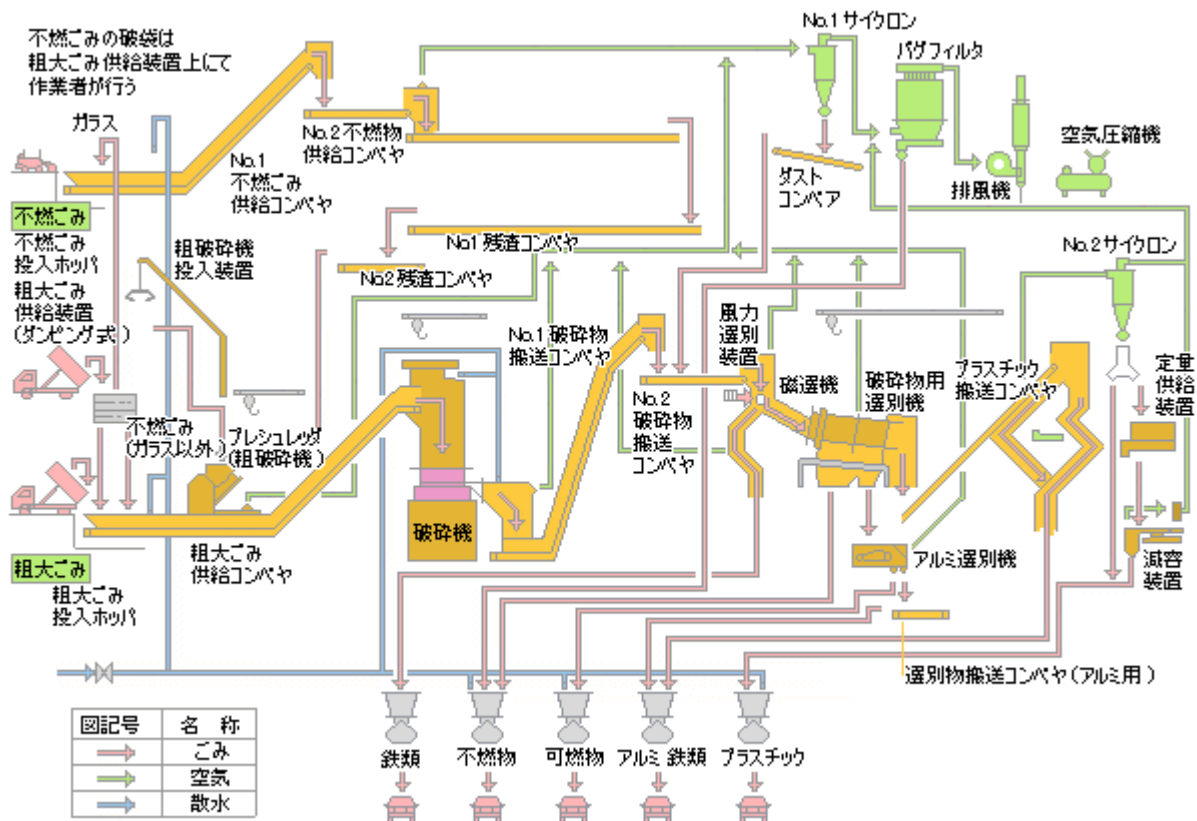 不燃ごみの破袋は
粗大ごみ供給装置上にて
作業者が行う
ガラス
No.1
不燃ごみ
供給コンベヤ
No.2 不燃物
供給コンベヤ
No.1 サイクロン
バグフィルタ
ダスト
コンベア
排風機
空気圧縮機
不燃ごみ
不燃ごみ
投入ホッパ
粗大ごみ
供給装置
(ダンピング式)
粗破砕機
投入装置
No1 残査コンベヤ
No2 残査コンベヤ
No.2 サイクロン
No.1 破砕物
搬送コンベヤ
風力
選別
装置
磁選機
破砕物用
選別機
プラスチック
搬送コンベヤ
定量
供給
装置
No.2
破砕物
搬送
コンベヤ
不燃ごみ
(ガラス以外)
プレシュレッダ
(粗破砕機)
破砕機
粗大ごみ
供給コンベヤ
アルミ選別機
減容
装置
粗大ごみ
粗大ごみ
投入ホッパ
選別物搬送コンベヤ(アルミ用)
図記号 名称
ごみ
空気
散水
鉄類
不燃物
可燃物
アルミ 鉄類
プラスチック